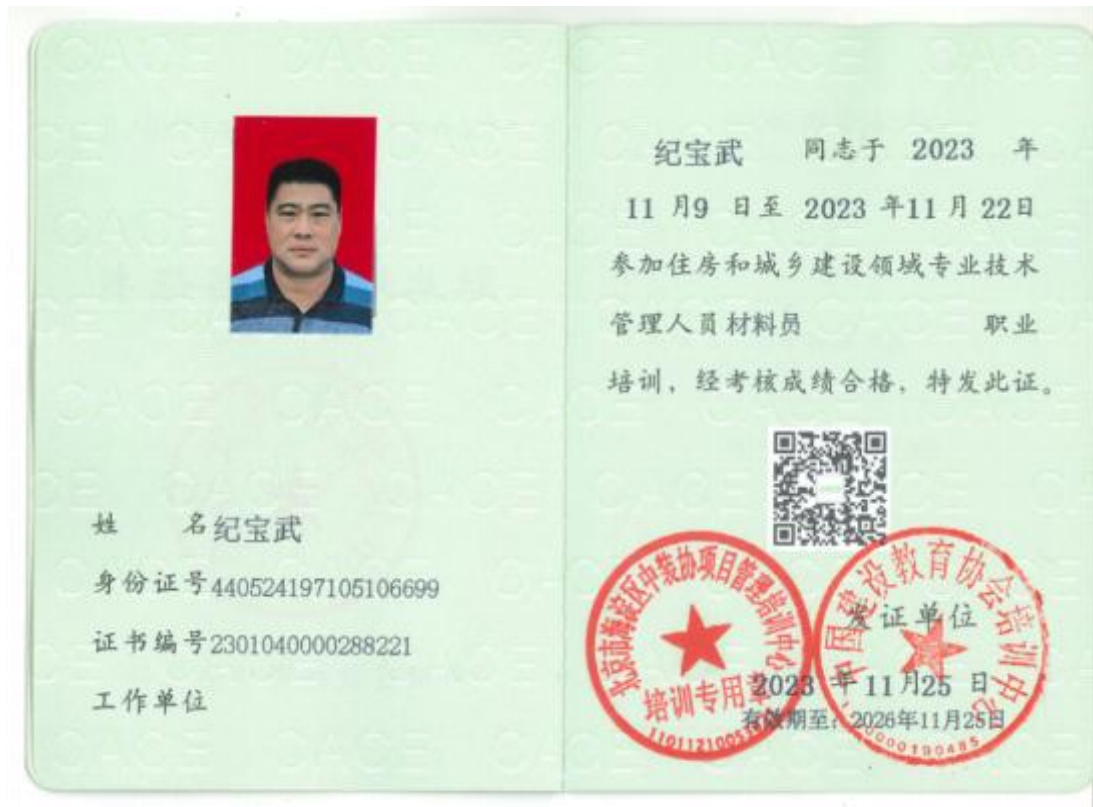 姓 名纪宝武
身份证号440524197105106699
证书编号2301040000288221
工作单位
纪宝武 同志于 2023 年
11 月9 日至 2023 年11 月 22日
参加住房和城乡建设领域专业技术
管理人员材料员 职业
培训，经考核成绩合格，特发此证。
北京市海淀区中装协项目管理培训中心
培训专用章
中国建设教育协会培训中心
发证单位
2023 年 11月25 日
有效期至：2026年11月25日